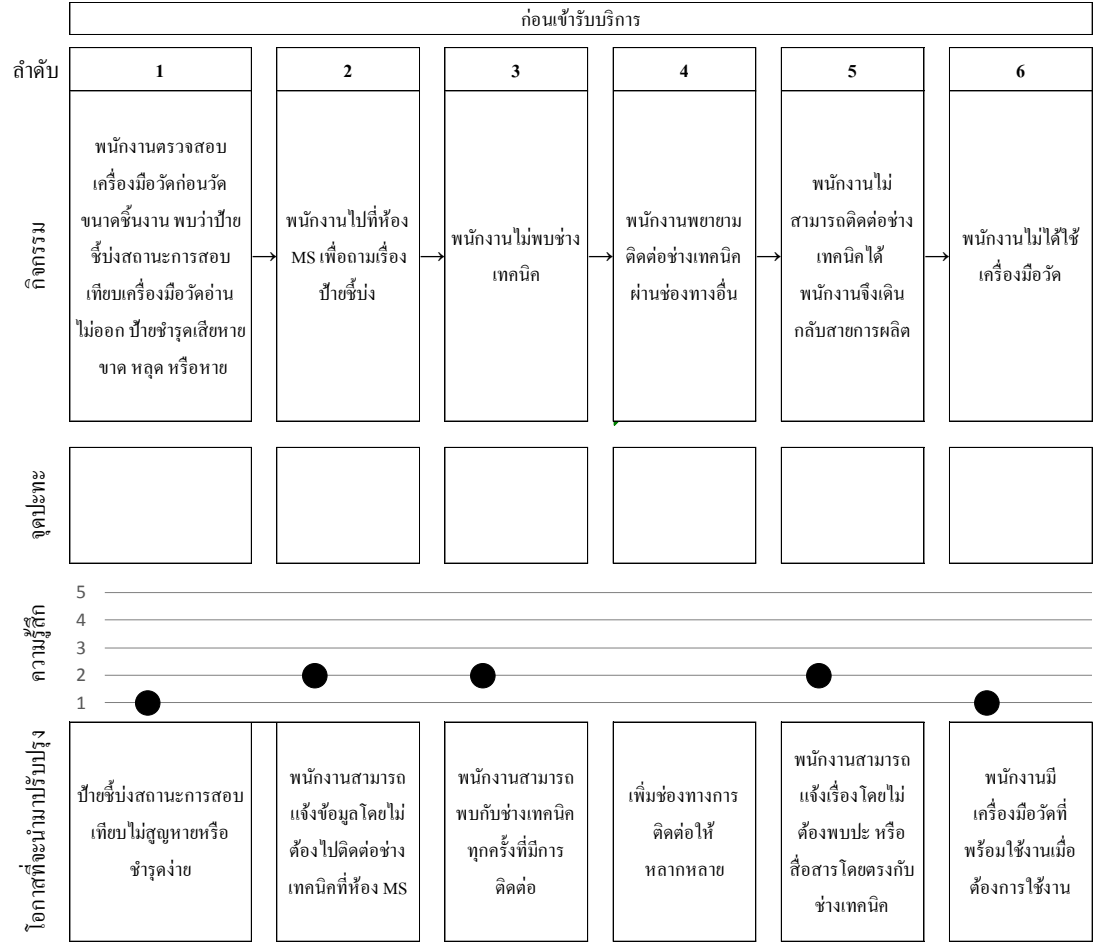 ก่อนเข้ารับบริการ
ลำดับ
1
2
3
4
5
6
กิจกรรม
พนักงานตรวจสอบ
เครื่องมือวัดก่อนวัด
ขนาดชิ้นงาน พบว่าป้าย
ชี้บ่งสถานะการสอบ
เทียบเครื่องมือวัดอ่าน
ไม่ออก ป้ายชำรุดเสียหาย
ขาด หลุด หรือหาย
→
พนักงานไปที่ห้อง
MS เพื่อถามเรื่อง
ป้ายชี้บ่ง
→
พนักงานไม่พบช่าง
เทคนิค
→
พนักงานพยายาม
ติดต่อช่างเทคนิค
ผ่านช่องทางอื่น
→
พนักงานไม่
สามารถติดต่อช่าง
เทคนิคได้
พนักงานจึงเดิน
กลับสายการผลิต
→
พนักงานไม่ได้ใช้
เครื่องมือวัด
จุดปะทะ
ความรู้สึก
5
4
3
2
1
โอกาสที่จะนำมาปรับปรุง
ป้ายชี้บ่งสถานะการสอบ
เทียบไม่สูญหายหรือ
ชำรุดง่าย
พนักงานสามารถ
แจ้งข้อมูลโดยไม่
ต้องไปติดต่อช่าง
เทคนิคที่ห้อง MS
พนักงานสามารถ
พบกับช่างเทคนิค
ทุกครั้งที่มีการ
ติดต่อ
เพิ่มช่องทางการ
ติดต่อให้
หลากหลาย
พนักงานสามารถ
แจ้งเรื่องโดยไม่
ต้องพบปะ หรือ
สื่อสารโดยตรงกับ
ช่างเทคนิค
พนักงานมี
เครื่องมือวัดที่
พร้อมใช้งานเมื่อ
ต้องการใช้งาน